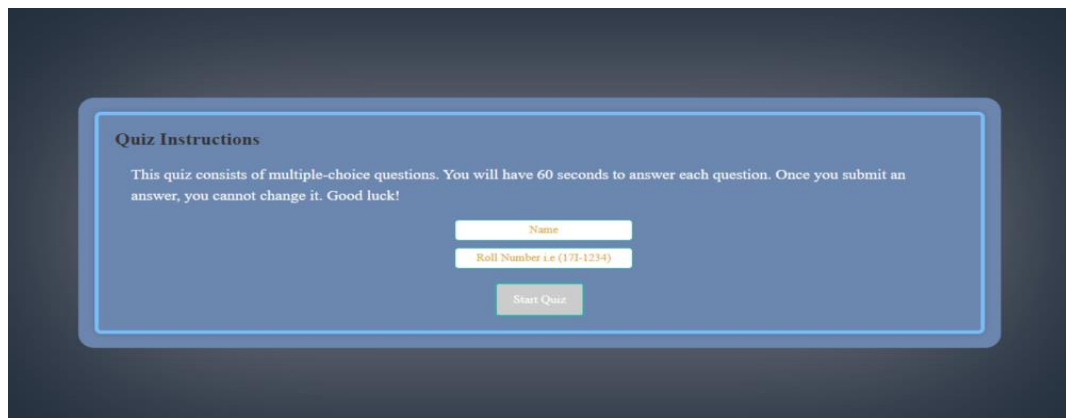 Quiz Instructions
This quiz consists of multiple-choice questions. You will have 60 seconds to answer each question. Once you submit an
answer, you cannot change it. Good luck!
Name
Roll Number i.e (17I-1234)
Start Quiz